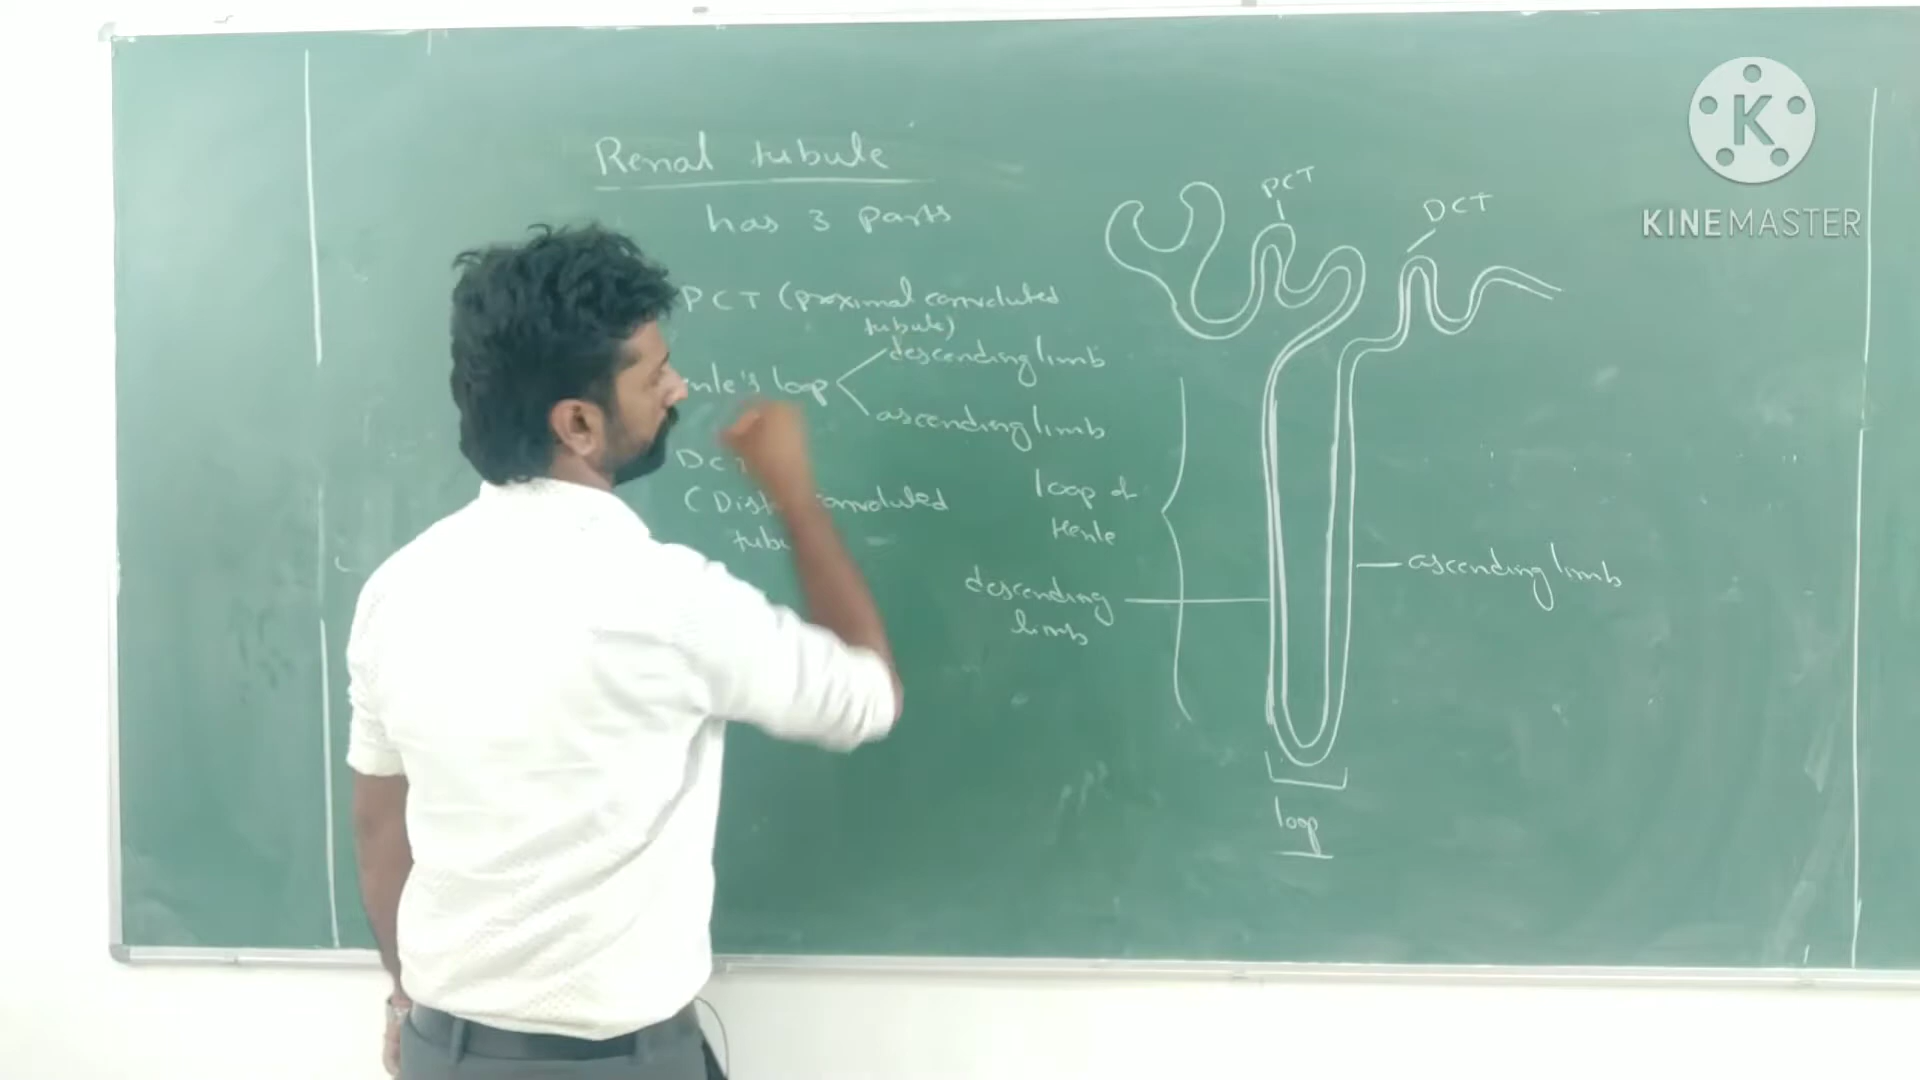 Renal tubule
has 3 parts
PCT (proximal convoluted
tubule)
loop
descending limb
ascending limb
DCT
convoluted
loop of
Henle
descending
limb
PCT
DCT
ascending limb
loop
K
KINEMASTER